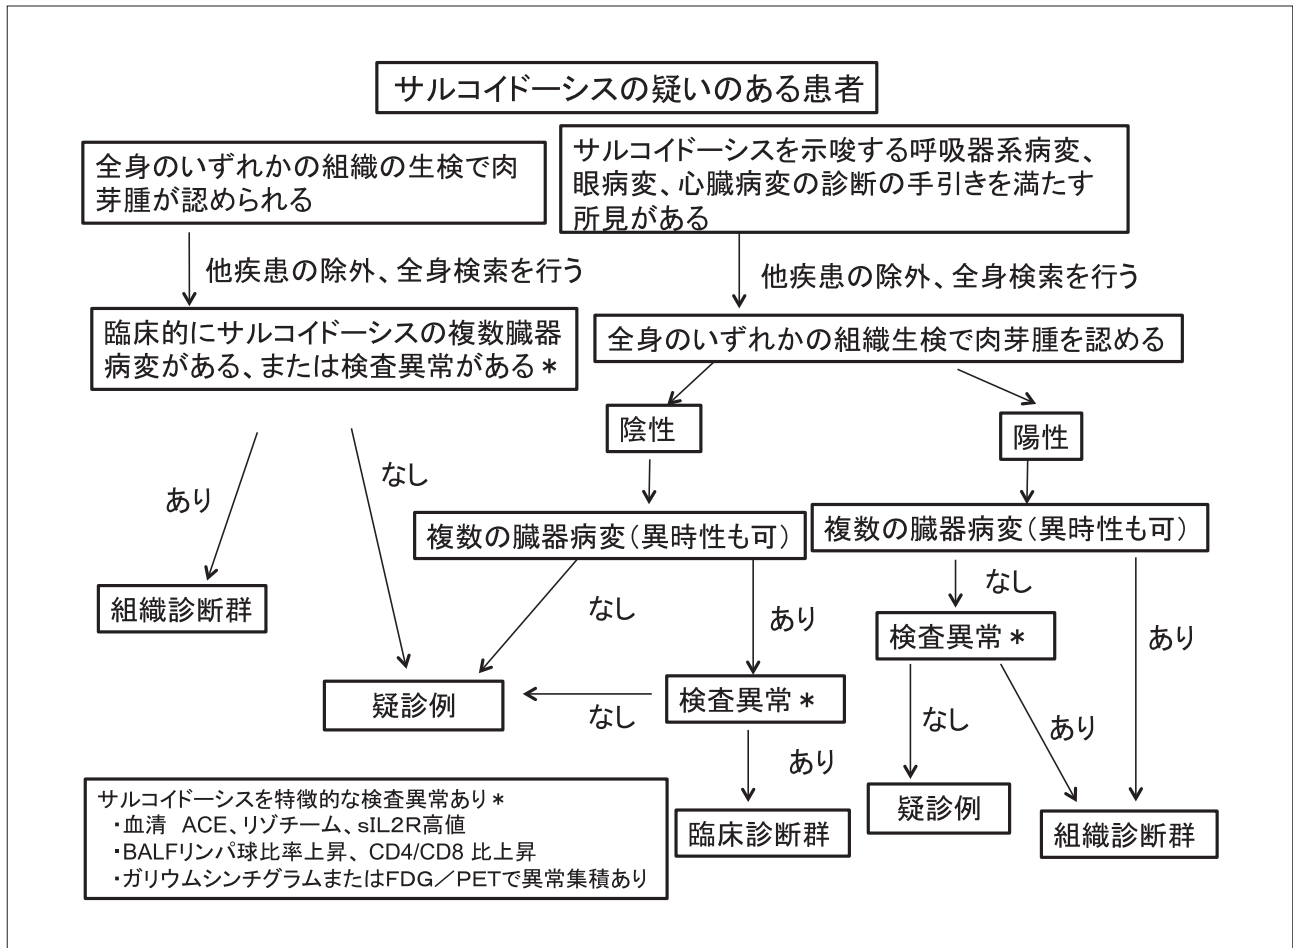 サルコイドーシスの疑いのある患者
全身のいずれかの組織の生検で肉
芽腫が認められる
サルコイドーシスを示唆する呼吸器系病変、
眼病変、心臓病変の診断の手引きを満たす
所見がある
他疾患の除外、全身検索を行う
他疾患の除外、全身検索を行う
臨床的にサルコイドーシスの複数臓器
病変がある、または検査異常がある＊
全身のいずれかの組織生検で肉芽腫を認める
陰性
陽性
あり
なし
複数の臓器病変（異時性も可）
複数の臓器病変（異時性も可）
組織診断群
なし
あり
なし
検査異常＊
あり
疑診例
なし
検査異常＊
なし
あり
あり
疑診例
臨床診断群
組織診断群
サルコイドーシスを特徴的な検査異常あり＊
・血清　ACE、リゾチーム、sIL2R高値
・BALFリンパ球比率上昇、CD4/CD8 比上昇
・ガリウムシンチグラムまたはFDG／PETで異常集積あり